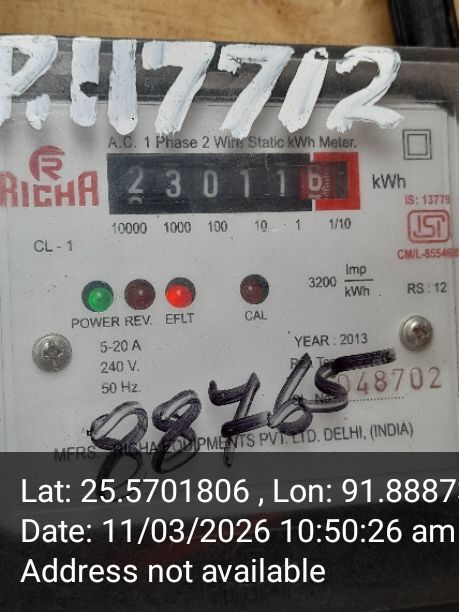 P.117712
A.C. 1 Phase 2 Wire Static kWh Meter.
RICHA
230116 kWh
10000 1000 100 10 1 1/10
IS: 13779
CL - 1
ISI
3200 Imp/kWh
RS: 12
POWER REV. EFLT CAL
5-20 A
YEAR: 2013
240 V.
50 Hz.
048702
88765
MFRS. RICHA EQUIPMENTS PVT. LTD. DELHI, (INDIA)
Lat: 25.5701806 , Lon: 91.8887
Date: 11/03/2026 10:50:26 am
Address not available